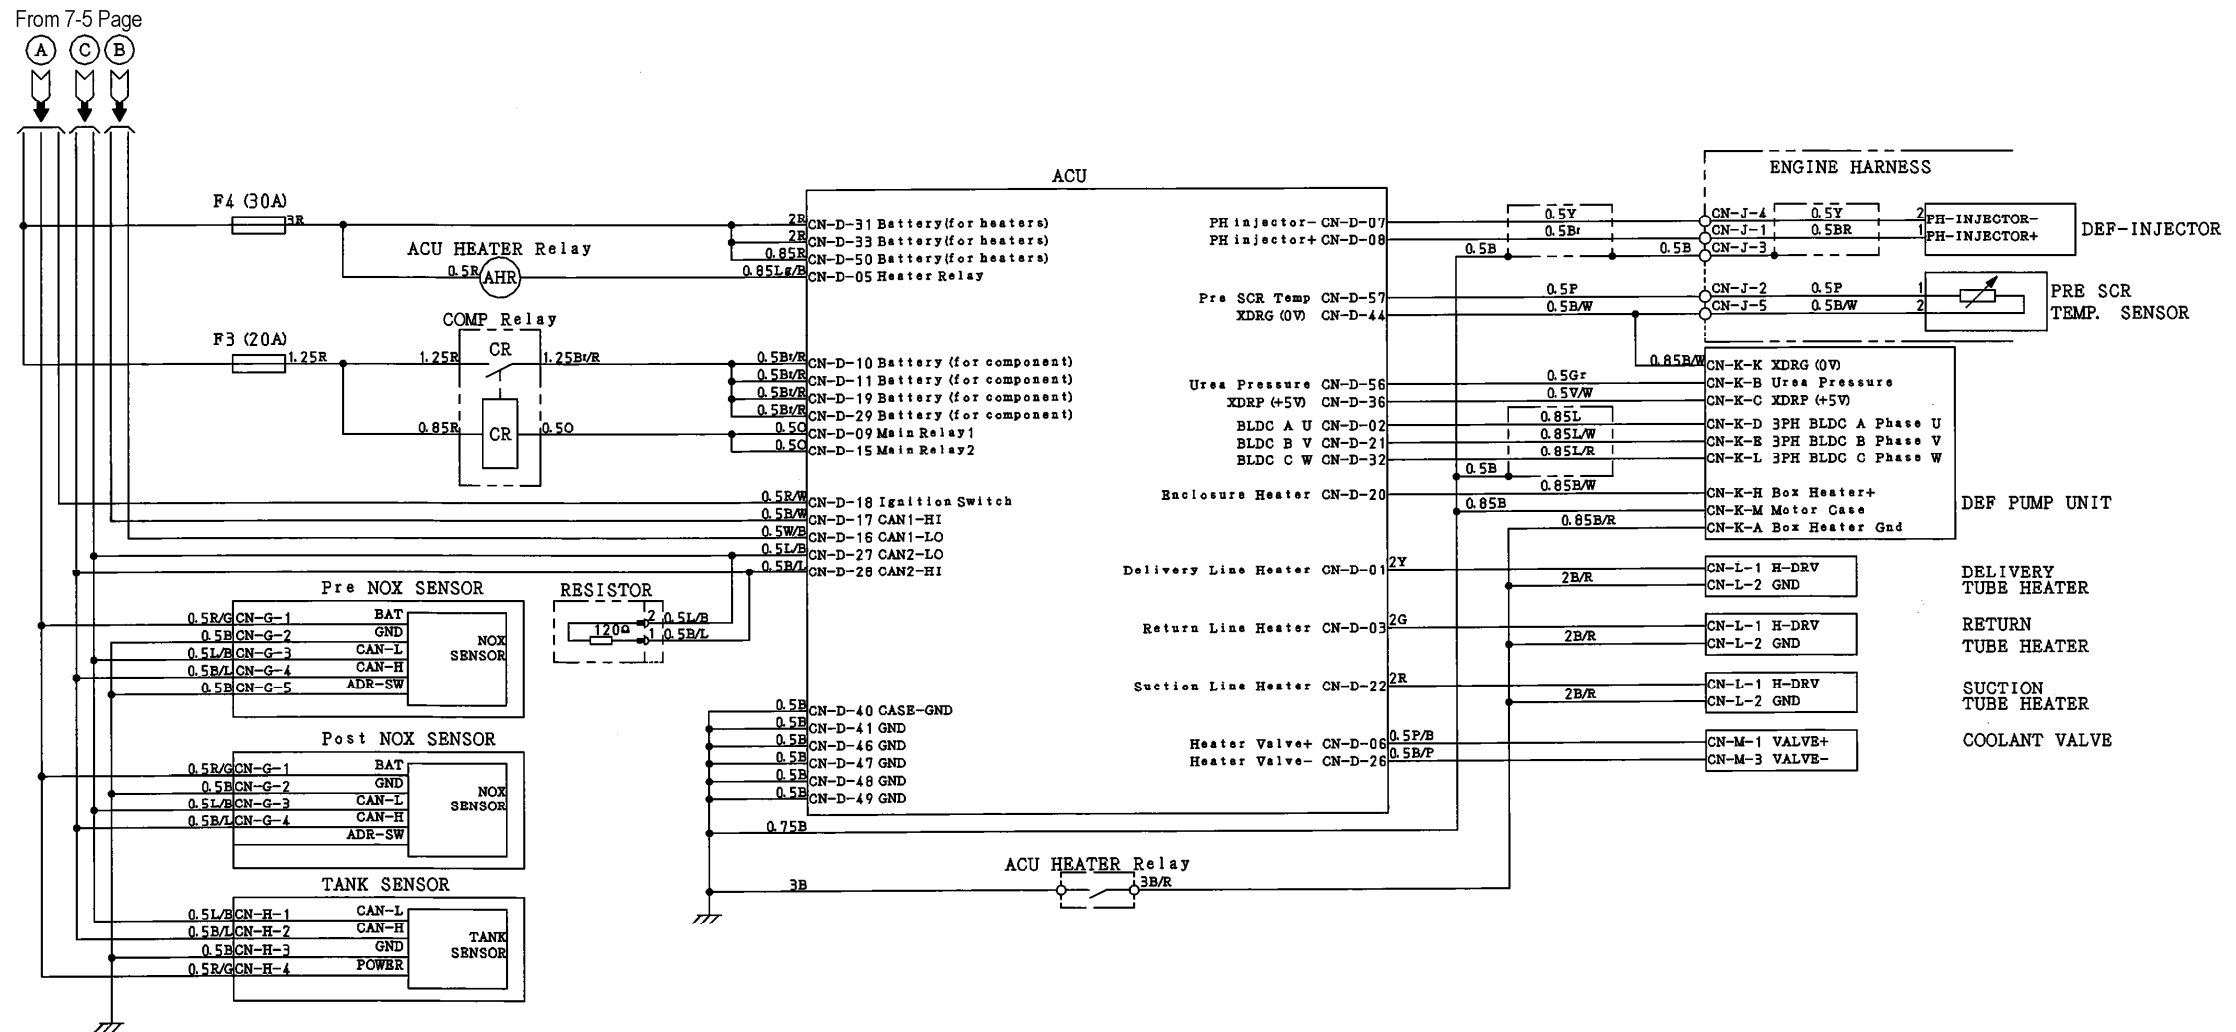 From 7-5 Page
A C B
F4 (30A)
3R
ACU HEATER Relay
0.5R AHR
COMP Relay
F3 (20A)
1.25R 1.25R CR 1.25Br/R
0.85R CR 0.5O
ACU
2R CN-D-31 Battery(for heaters)
2R CN-D-33 Battery(for heaters)
0.85R CN-D-50 Battery(for heaters)
0.85Lg/B CN-D-05 Heater Relay
0.5Br/R CN-D-10 Battery (for component)
0.5Br/R CN-D-11 Battery (for component)
0.5Br/R CN-D-19 Battery (for component)
0.5Br/R CN-D-29 Battery (for component)
0.5O CN-D-09 Main Relay1
0.5O CN-D-15 Main Relay2
0.5R/W CN-D-18 Ignition Switch
0.5B/W CN-D-17 CAN1-HI
0.5W/B CN-D-16 CAN1-LO
0.5L/B CN-D-27 CAN2-LO
0.5B/L CN-D-28 CAN2-HI
RESISTOR
2 0.5L/B
120Ω 1 0.5B/L
0.5B CN-D-40 CASE-GND
0.5B CN-D-41 GND
0.5B CN-D-46 GND
0.5B CN-D-47 GND
0.5B CN-D-48 GND
0.5B CN-D-49 GND
0.75B
ACU HEATER Relay
3B 3B/R
Pre NOX SENSOR
0.5R/G CN-G-1 BAT
0.5B CN-G-2 GND
0.5L/B CN-G-3 CAN-L
0.5B/L CN-G-4 CAN-H
0.5B CN-G-5 ADR-SW
NOX
SENSOR
Post NOX SENSOR
0.5R/G CN-G-1 BAT
0.5B CN-G-2 GND
0.5L/B CN-G-3 CAN-L
0.5B/L CN-G-4 CAN-H
ADR-SW
NOX
SENSOR
TANK SENSOR
0.5L/B CN-H-1 CAN-L
0.5B/L CN-H-2 CAN-H
0.5B CN-H-3 GND
0.5R/G CN-H-4 POWER
TANK
SENSOR
PH injector- CN-D-07 0.5Y
PH injector+ CN-D-08 0.5Br
0.5B 0.5B
Pre SCR Temp CN-D-57 0.5P
XDRG (0V) CN-D-44 0.5B/W
0.85B/W
Urea Pressure CN-D-56 0.5Gr
XDRP (+5V) CN-D-36 0.5V/W
BLDC A U CN-D-02 0.85L
BLDC B V CN-D-21 0.85L/W
BLDC C W CN-D-32 0.85L/R
0.5B
Enclosure Heater CN-D-20 0.85B/W
0.85B
0.85B/R
Delivery Line Heater CN-D-01 2Y
2B/R
Return Line Heater CN-D-03 2G
2B/R
Suction Line Heater CN-D-22 2R
2B/R
Heater Valve+ CN-D-06 0.5P/B
Heater Valve- CN-D-26 0.5B/P
ENGINE HARNESS
CN-J-4 0.5Y 2 PH-INJECTOR-
CN-J-1 0.5BR 1 PH-INJECTOR+
CN-J-3
DEF-INJECTOR
CN-J-2 0.5P 1
CN-J-5 0.5B/W 2
PRE SCR
TEMP. SENSOR
CN-K-K XDRG (0V)
CN-K-B Urea Pressure
CN-K-C XDRP (+5V)
CN-K-D 3PH BLDC A Phase U
CN-K-E 3PH BLDC B Phase V
CN-K-L 3PH BLDC C Phase W
CN-K-H Box Heater+
CN-K-M Motor Case
CN-K-A Box Heater Gnd
DEF PUMP UNIT
CN-L-1 H-DRV
CN-L-2 GND
DELIVERY
TUBE HEATER
CN-L-1 H-DRV
CN-L-2 GND
RETURN
TUBE HEATER
CN-L-1 H-DRV
CN-L-2 GND
SUCTION
TUBE HEATER
CN-M-1 VALVE+
CN-M-3 VALVE-
COOLANT VALVE